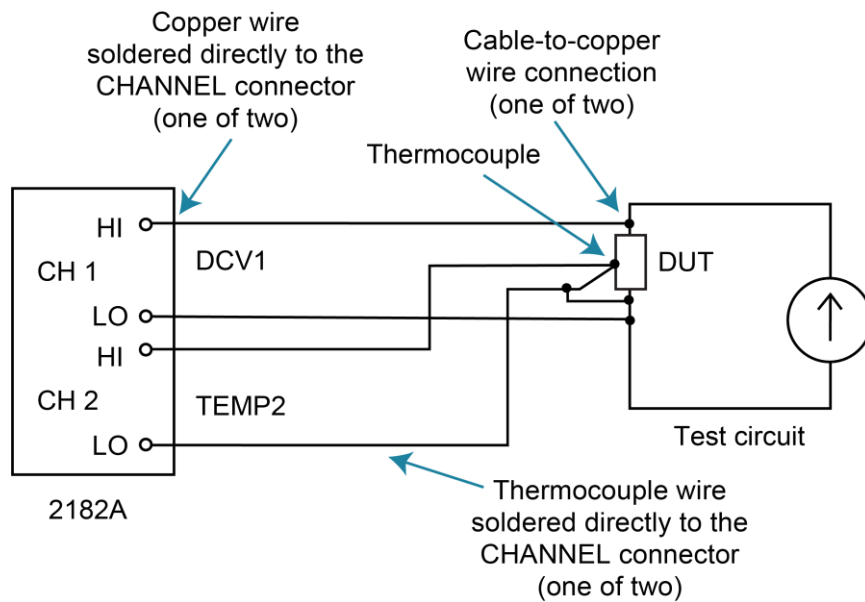 Copper wire
soldered directly to the
CHANNEL connector
(one of two)
Cable-to-copper
wire connection
(one of two)
Thermocouple
HI
CH 1
LO
DCV1
DUT
HI
CH 2
LO
TEMP2
Test circuit
2182A
Thermocouple wire
soldered directly to the
CHANNEL connector
(one of two)